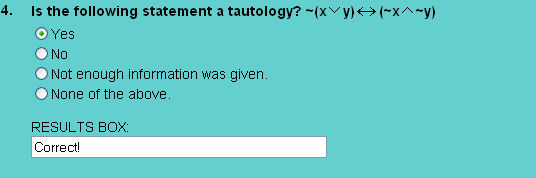 4. Is the following statement a tautology? ~(x∨y)↔(~x∧~y)
Yes
No
Not enough information was given.
None of the above.
RESULTS BOX:
Correct!